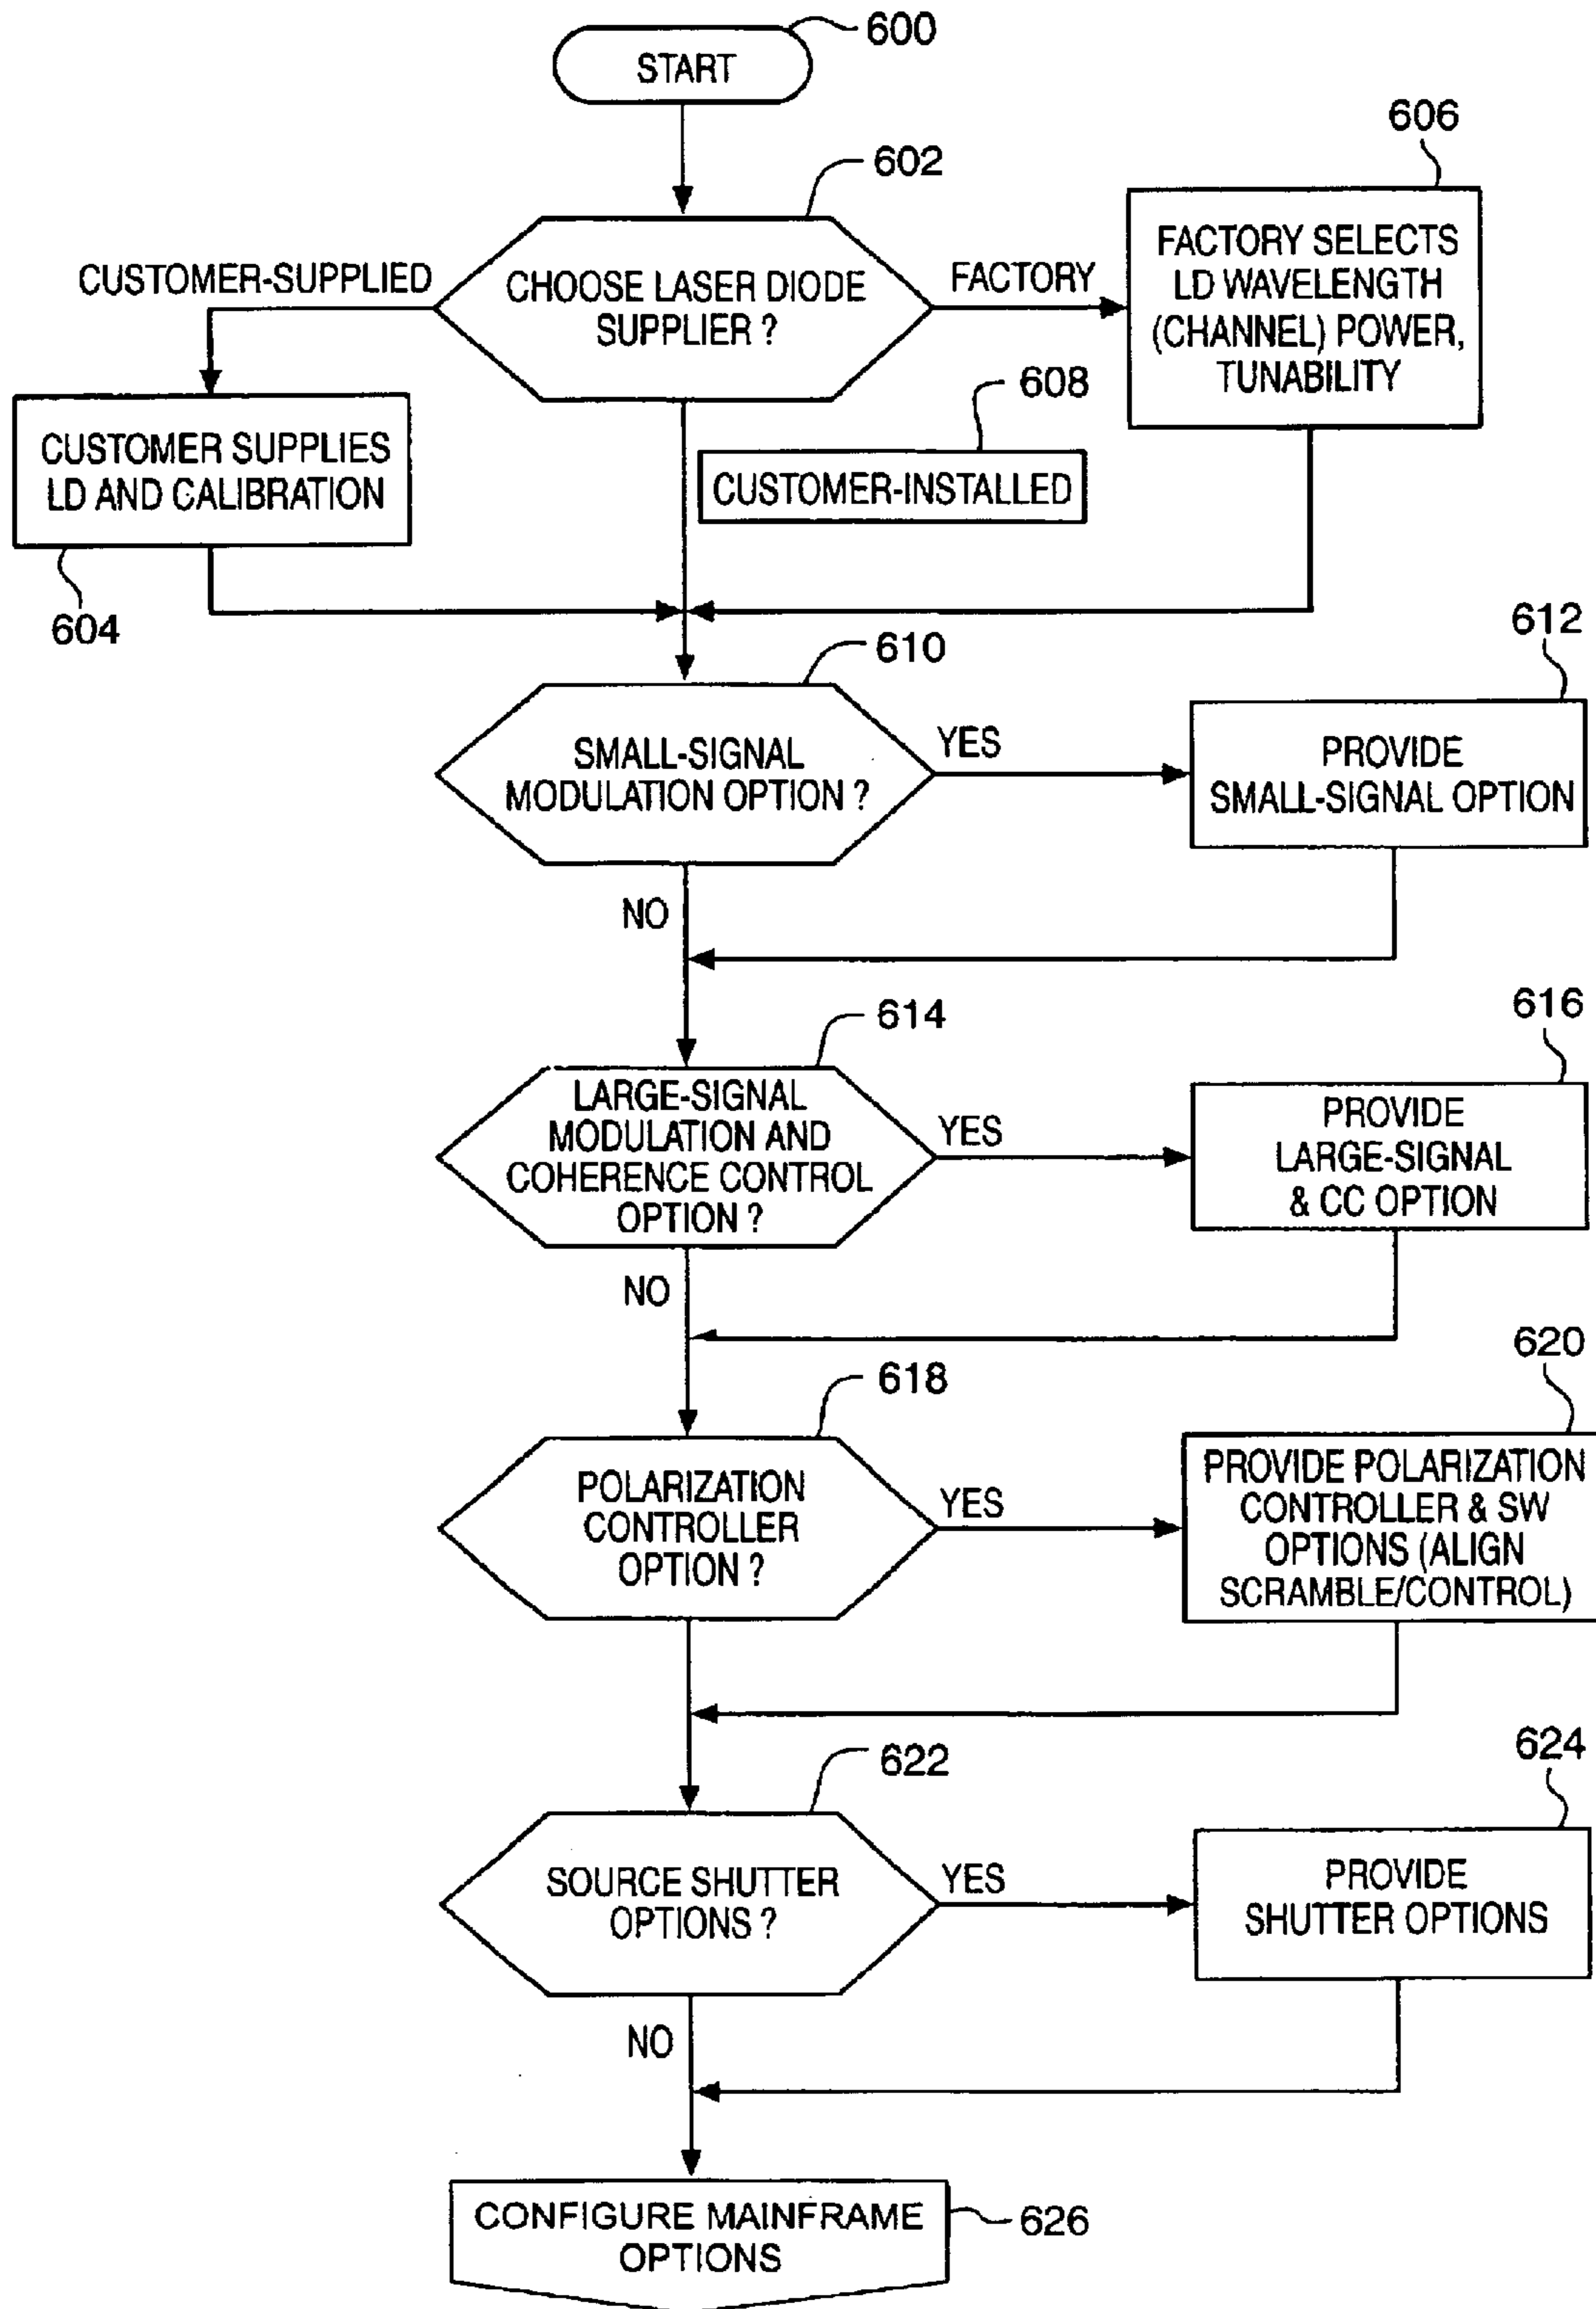 600
START
602
606
CUSTOMER-SUPPLIED
CHOOSE LASER DIODE
SUPPLIER ?
FACTORY
FACTORY SELECTS
LD WAVELENGTH
(CHANNEL) POWER,
TUNABILITY
608
CUSTOMER SUPPLIES
LD AND CALIBRATION
CUSTOMER-INSTALLED
604
610
612
SMALL-SIGNAL
MODULATION OPTION ?
YES
PROVIDE
SMALL-SIGNAL OPTION
NO
614
616
LARGE-SIGNAL
MODULATION AND
COHERENCE CONTROL
OPTION ?
YES
PROVIDE
LARGE-SIGNAL
& CC OPTION
NO
618
620
POLARIZATION
CONTROLLER
OPTION ?
YES
PROVIDE POLARIZATION
CONTROLLER & SW
OPTIONS (ALIGN
SCRAMBLE/CONTROL)
622
624
SOURCE SHUTTER
OPTIONS ?
YES
PROVIDE
SHUTTER OPTIONS
NO
CONFIGURE MAINFRAME
OPTIONS
626